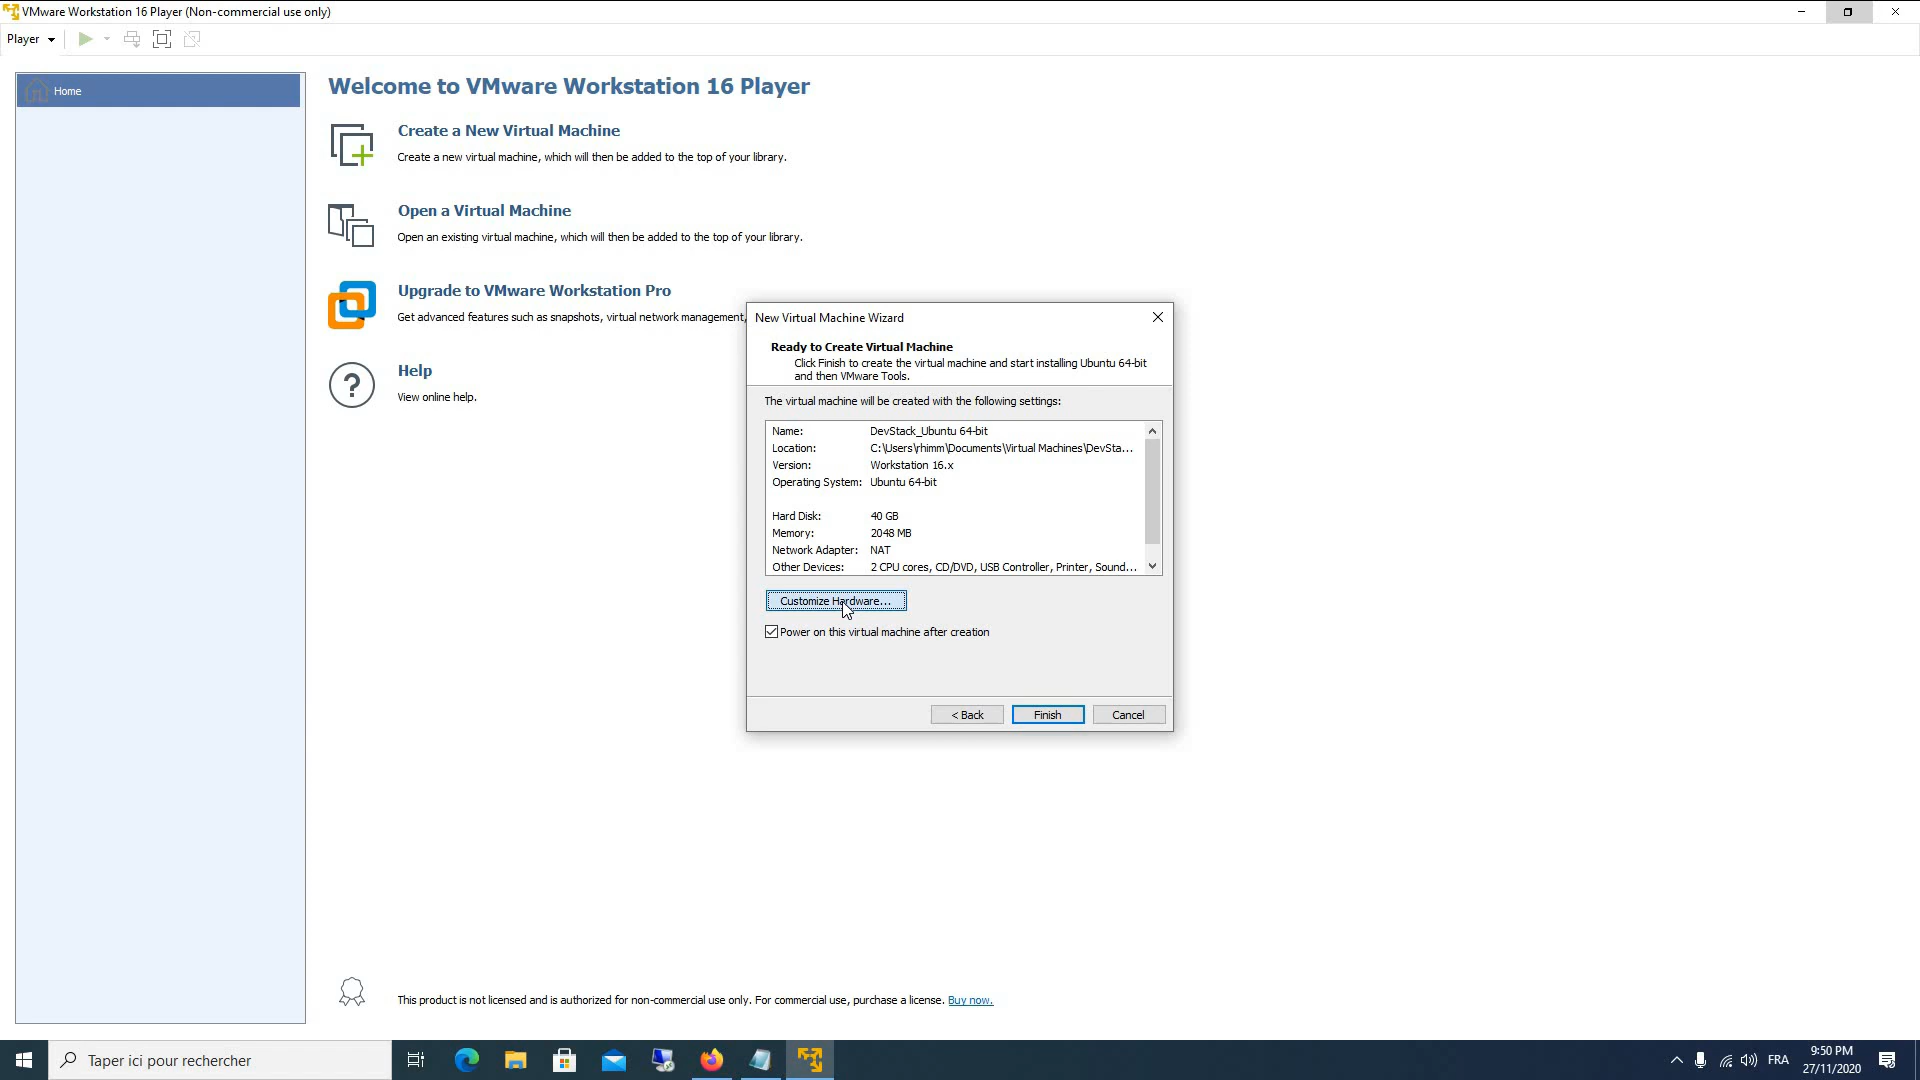 VMware Workstation 16 Player (Non-commercial use only)
Player
Home
Welcome to VMware Workstation 16 Player
Create a New Virtual Machine
Create a new virtual machine, which will then be added to the top of your library.
Open a Virtual Machine
Open an existing virtual machine, which will then be added to the top of your library.
Upgrade to VMware Workstation Pro
Get advanced features such as snapshots, virtual network management,
?
Help
View online help.
New Virtual Machine Wizard
Ready to Create Virtual Machine
Click Finish to create the virtual machine and start installing Ubuntu 64-bit
and then VMware Tools.
The virtual machine will be created with the following settings:
Name: DevStack_Ubuntu 64-bit
Location: C:\Users\rhimm\Documents\Virtual Machines\DevSta...
Version: Workstation 16.x
Operating System: Ubuntu 64-bit
Hard Disk: 40 GB
Memory: 2048 MB
Network Adapter: NAT
Other Devices: 2 CPU cores, CD/DVD, USB Controller, Printer, Sound...
Customize Hardware...
Power on this virtual machine after creation
< Back Finish Cancel
This product is not licensed and is authorized for non-commercial use only. For commercial use, purchase a license. Buy now.
Taper ici pour rechercher
FRA
9:50 PM
27/11/2020